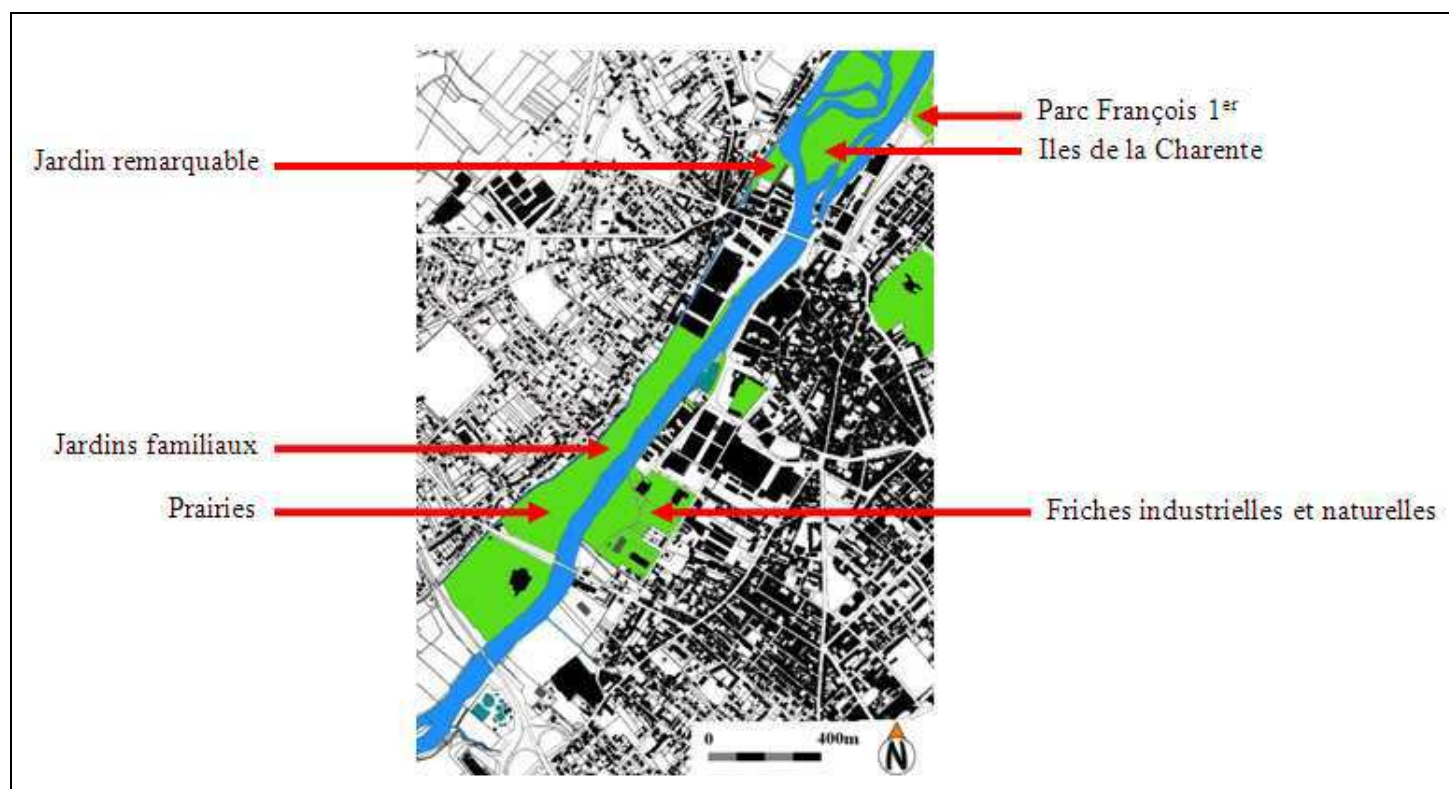 Parc François 1er
Iles de la Charente
Jardin remarquable
Jardins familiaux
Prairies
Friches industrielles et naturelles
0 400m
N